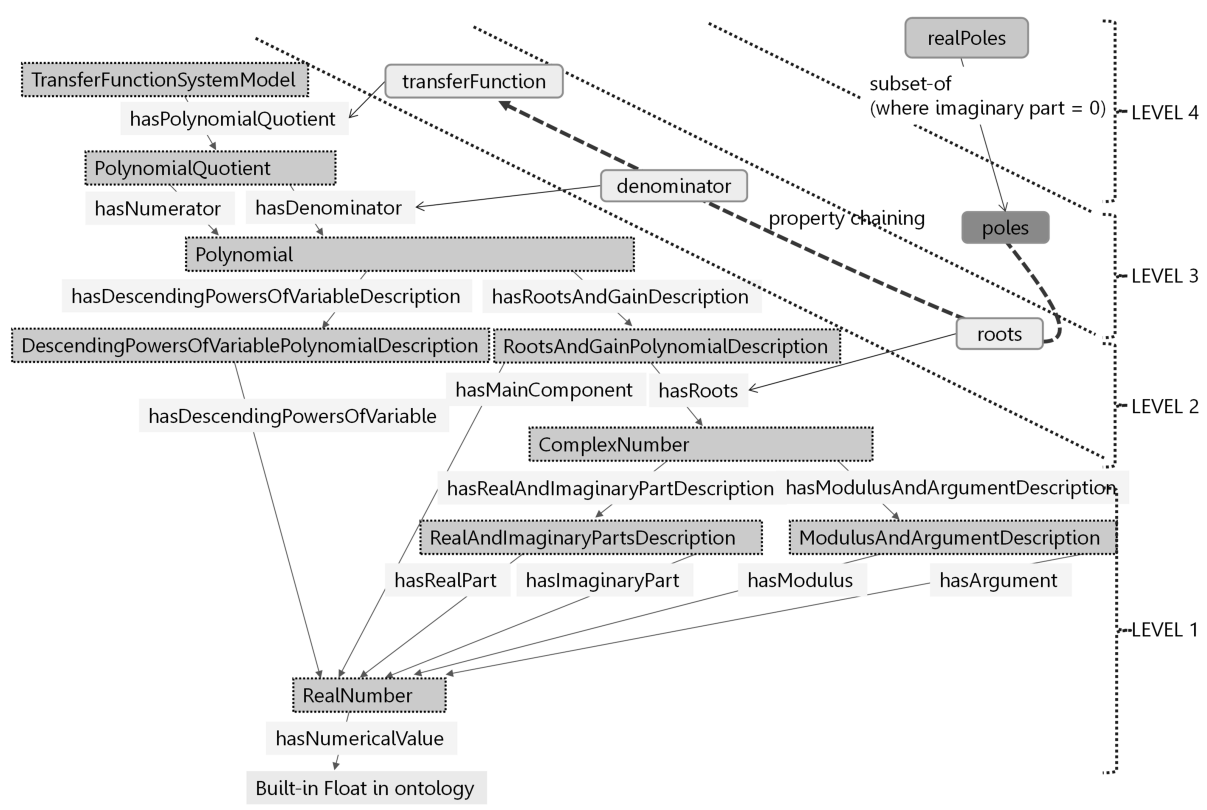 realPoles
TransferFunctionSystemModel
transferFunction
subset-of
(where imaginary part = 0)
LEVEL 4
hasPolynomialQuotient
PolynomialQuotient
denominator
hasNumerator
hasDenominator
property chaining
poles
Polynomial
LEVEL 3
hasDescendingPowersOfVariableDescription
hasRootsAndGainDescription
roots
DescendingPowersOfVariablePolynomialDescription
RootsAndGainPolynomialDescription
hasMainComponent
hasRoots
LEVEL 2
hasDescendingPowersOfVariable
ComplexNumber
hasRealAndImaginaryPartDescription
hasModulusAndArgumentDescription
RealAndImaginaryPartsDescription
ModulusAndArgumentDescription
hasRealPart
hasImaginaryPart
hasModulus
hasArgument
LEVEL 1
RealNumber
hasNumericalValue
Built-in Float in ontology